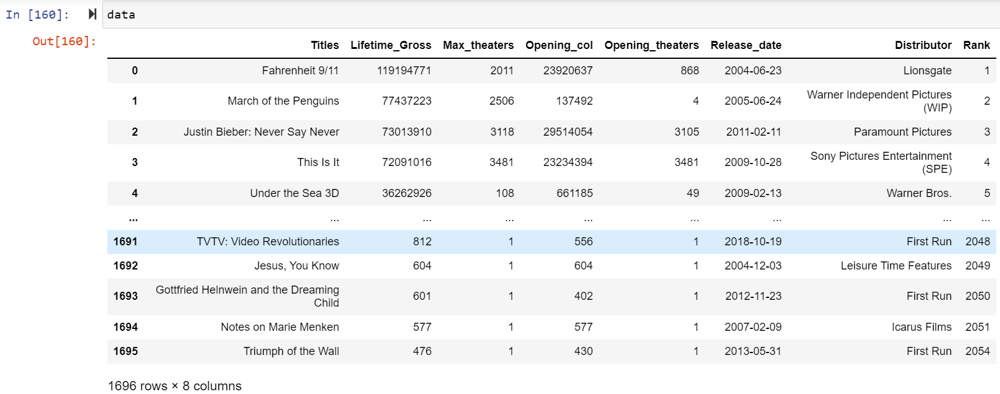 In [160]: data
Out[160]:
Titles Lifetime_Gross Max_theaters Opening_col Opening_theaters Release_date Distributor Rank
0 Fahrenheit 9/11 119194771 2011 23920637 868 2004-06-23 Lionsgate 1
1 March of the Penguins 77437223 2506 137492 4 2005-06-24 Warner Independent Pictures (WIP) 2
2 Justin Bieber: Never Say Never 73013910 3118 29514054 3105 2011-02-11 Paramount Pictures 3
3 This Is It 72091016 3481 23234394 3481 2009-10-28 Sony Pictures Entertainment (SPE) 4
4 Under the Sea 3D 36262926 108 661185 49 2009-02-13 Warner Bros. 5
... ... ... ... ... ... ... ... ...
1691 TVTV: Video Revolutionaries 812 1 556 1 2018-10-19 First Run 2048
1692 Jesus, You Know 604 1 604 1 2004-12-03 Leisure Time Features 2049
1693 Gottfried Helnwein and the Dreaming Child 601 1 402 1 2012-11-23 First Run 2050
1694 Notes on Marie Menken 577 1 577 1 2007-02-09 Icarus Films 2051
1695 Triumph of the Wall 476 1 430 1 2013-05-31 First Run 2054
1696 rows × 8 columns